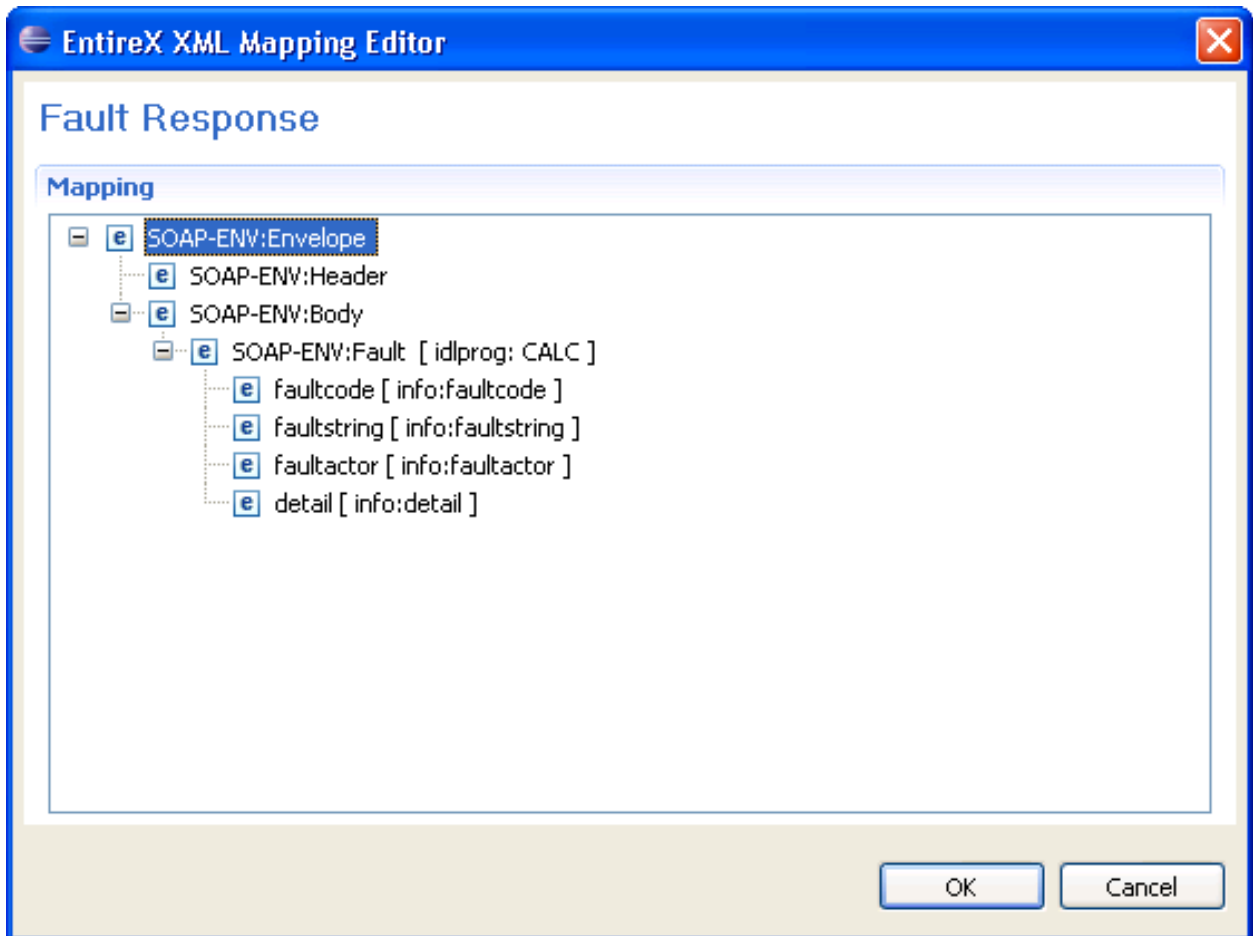 EntireX XML Mapping Editor
Fault Response
Mapping
e SOAP-ENV:Envelope
e SOAP-ENV:Header
e SOAP-ENV:Body
e SOAP-ENV:Fault [ idlprog: CALC ]
e faultcode [ info:faultcode ]
e faultstring [ info:faultstring ]
e faultactor [ info:faultactor ]
e detail [ info:detail ]
OK Cancel